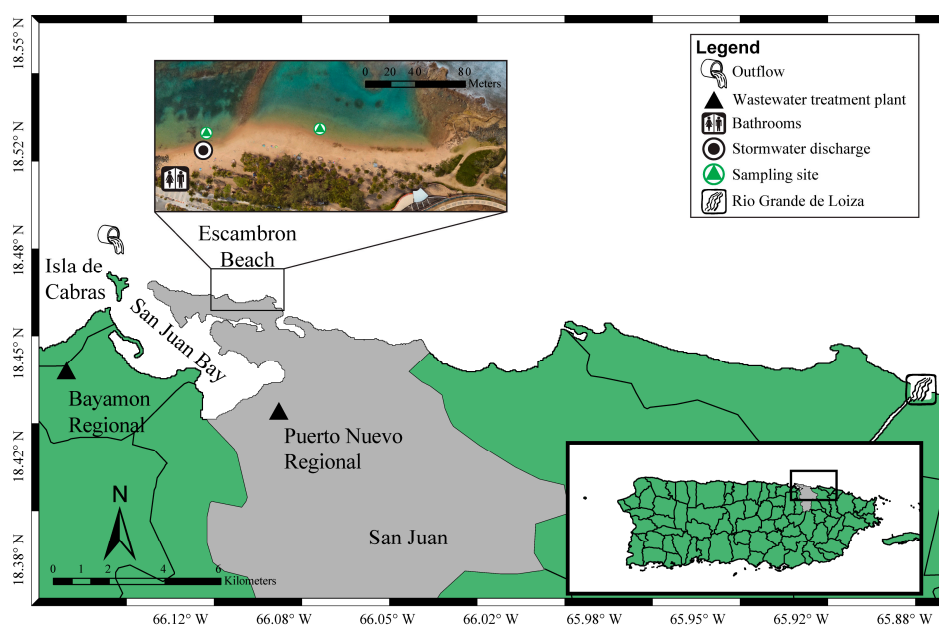 18.55° N
18.52° N
18.48° N
18.45° N
18.42° N
18.38° N
0 20 40 80
Meters
Legend
Outflow
Wastewater treatment plant
Bathrooms
Stormwater discharge
Sampling site
Rio Grande de Loiza
Escambron
Beach
Isla de
Cabras
San Juan Bay
Bayamon
Regional
Puerto Nuevo
Regional
San Juan
N
0 1 2 4 6
Kilometers
66.12° W
66.08° W
66.05° W
66.02° W
65.98° W
65.95° W
65.92° W
65.88° W